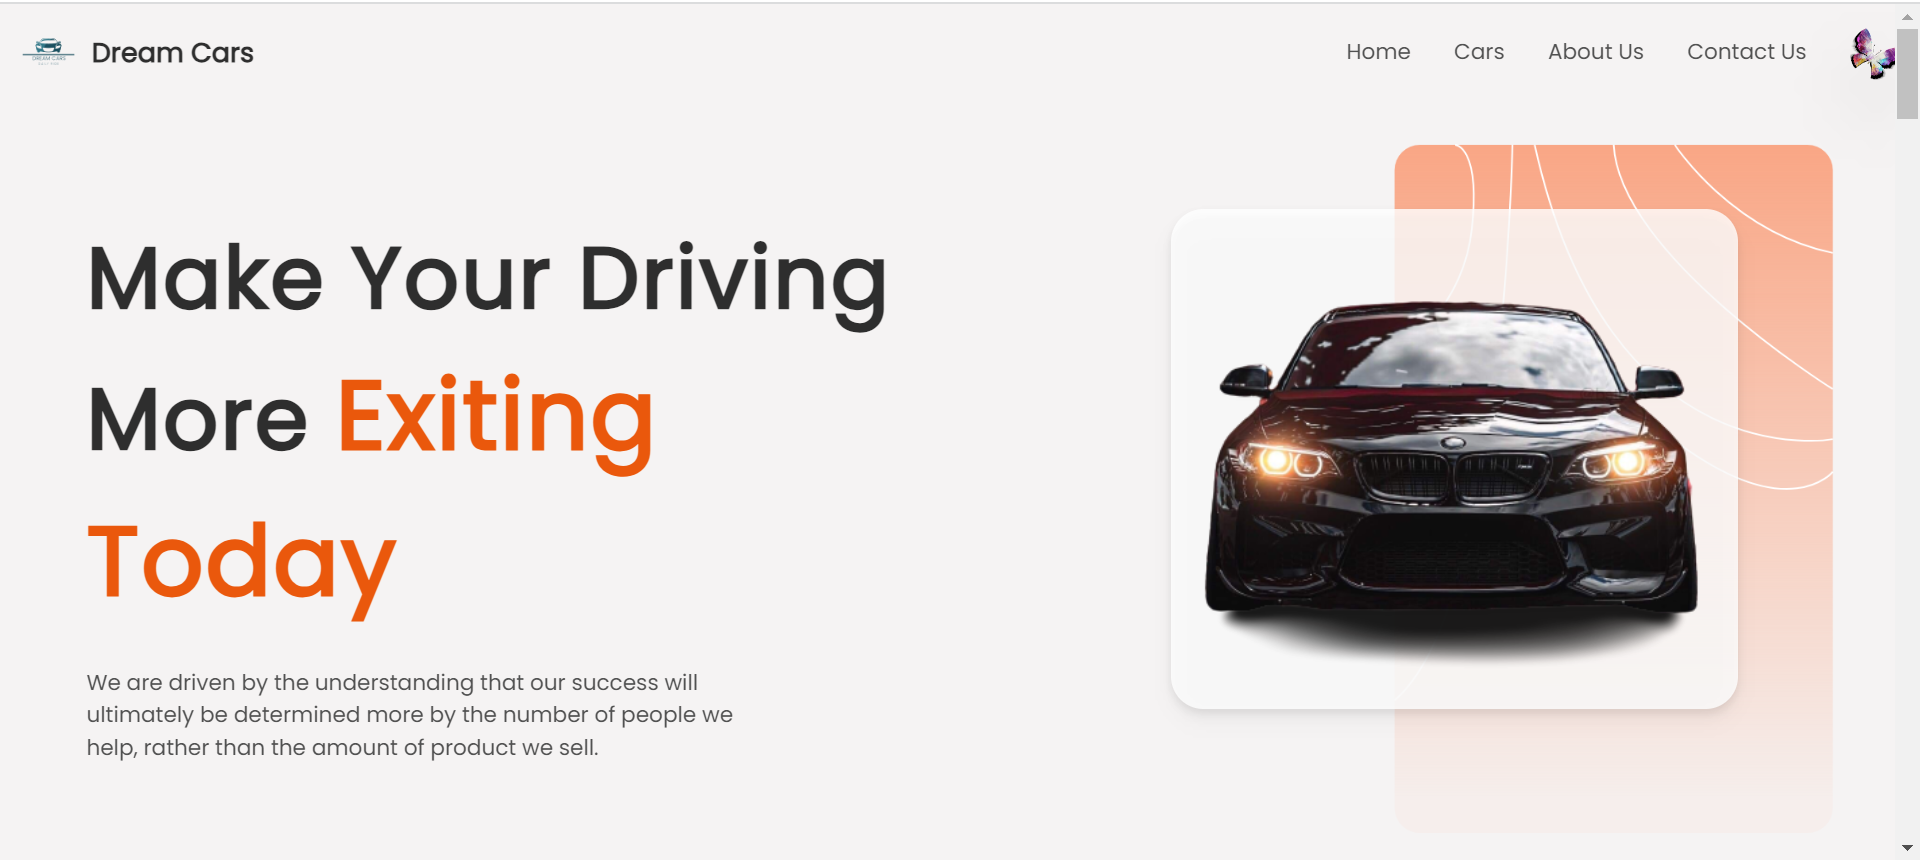 DREAM CARS
Dream Cars
Home
Cars
About Us
Contact Us
Make Your Driving
More Exiting
Today
We are driven by the understanding that our success will
ultimately be determined more by the number of people we
help, rather than the amount of product we sell.